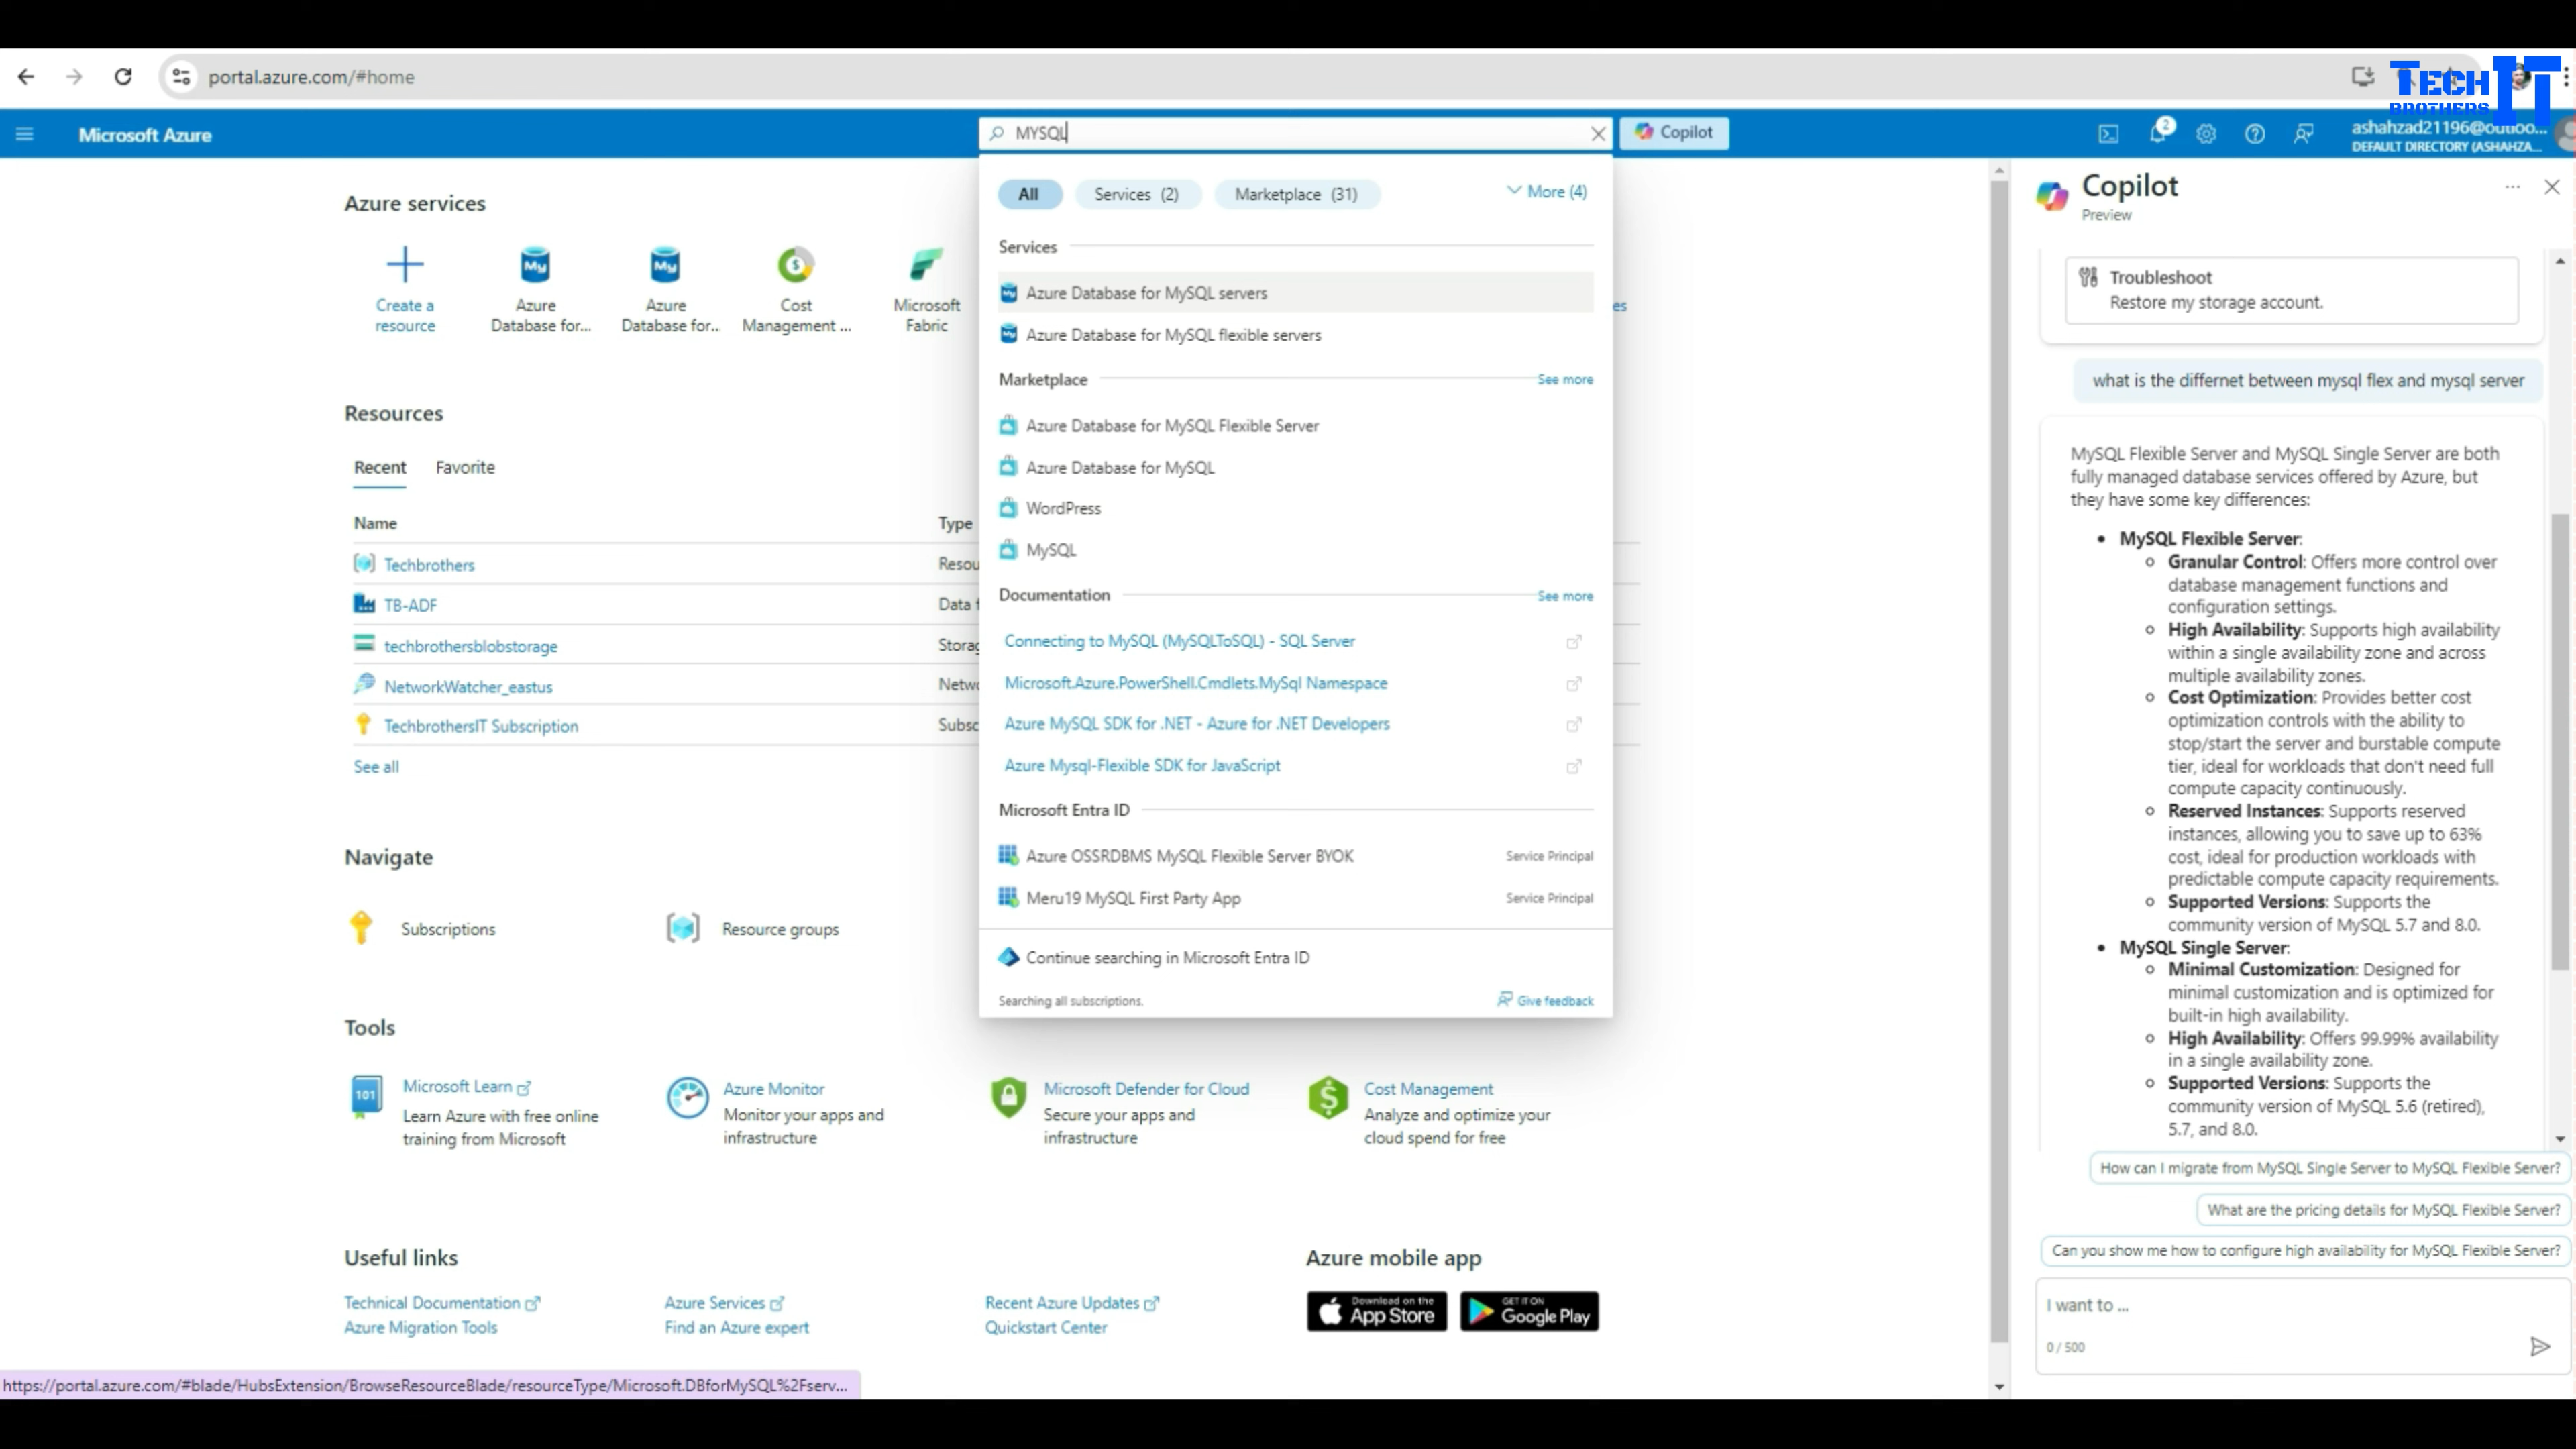 portal.azure.com/#home
TECH
BROTHERS
IT
Microsoft Azure
MYSQL
Copilot
2
ashahzad21196@outloo...
DEFAULT DIRECTORY (ASHAHZA...
Azure services
Create a
resource
Azure
Database for...
Azure
Database for...
Cost
Management ...
Microsoft
Fabric
es
Resources
Recent
Favorite
Name
Type
Techbrothers
Resou
TB-ADF
Data f
techbrothersblobstorage
Storag
NetworkWatcher_eastus
Netwo
TechbrothersIT Subscription
Subsc
See all
Navigate
Subscriptions
Resource groups
Tools
101
Microsoft Learn
Learn Azure with free online
training from Microsoft
Azure Monitor
Monitor your apps and
infrastructure
Microsoft Defender for Cloud
Secure your apps and
infrastructure
Cost Management
Analyze and optimize your
cloud spend for free
Useful links
Technical Documentation
Azure Migration Tools
Azure Services
Find an Azure expert
Recent Azure Updates
Quickstart Center
Azure mobile app
Download on the
App Store
GET IT ON
Google Play
https://portal.azure.com/#blade/HubsExtension/BrowseResourceBlade/resourceType/Microsoft.DBforMySQL%2Fserv...
All
Services (2)
Marketplace (31)
More (4)
Services
My Azure Database for MySQL servers
My Azure Database for MySQL flexible servers
Marketplace
See more
Azure Database for MySQL Flexible Server
Azure Database for MySQL
WordPress
MySQL
Documentation
See more
Connecting to MySQL (MySQLToSQL) - SQL Server
Microsoft.Azure.PowerShell.Cmdlets.MySql Namespace
Azure MySQL SDK for .NET - Azure for .NET Developers
Azure Mysql-Flexible SDK for JavaScript
Microsoft Entra ID
Azure OSSRDBMS MySQL Flexible Server BYOK
Service Principal
Meru19 MySQL First Party App
Service Principal
Continue searching in Microsoft Entra ID
Searching all subscriptions.
Give feedback
Copilot
Preview
Troubleshoot
Restore my storage account.
what is the differnet between mysql flex and mysql server
MySQL Flexible Server and MySQL Single Server are both
fully managed database services offered by Azure, but
they have some key differences:
• MySQL Flexible Server:
Granular Control: Offers more control over
database management functions and
configuration settings.
High Availability: Supports high availability
within a single availability zone and across
multiple availability zones.
Cost Optimization: Provides better cost
optimization controls with the ability to
stop/start the server and burstable compute
tier, ideal for workloads that don't need full
compute capacity continuously.
Reserved Instances: Supports reserved
instances, allowing you to save up to 63%
cost, ideal for production workloads with
predictable compute capacity requirements.
Supported Versions: Supports the
community version of MySQL 5.7 and 8.0.
• MySQL Single Server:
Minimal Customization: Designed for
minimal customization and is optimized for
built-in high availability.
High Availability: Offers 99.99% availability
in a single availability zone.
Supported Versions: Supports the
community version of MySQL 5.6 (retired),
5.7, and 8.0.
How can I migrate from MySQL Single Server to MySQL Flexible Server?
What are the pricing details for MySQL Flexible Server?
Can you show me how to configure high availability for MySQL Flexible Server?
I want to ...
0 / 500